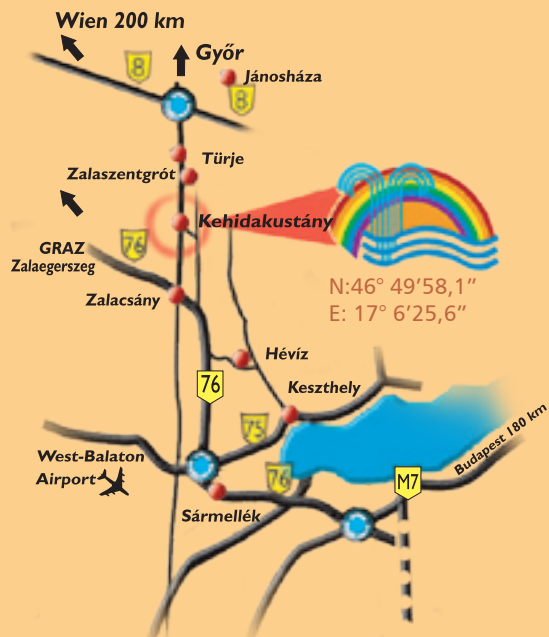 Wien 200 km
Győr
8
Jánosháza
8
Türje
Zalaszentgrót
Kehidakustány
76
GRAZ
Zalaegerszeg
N:46° 49’58,1”
E: 17° 6’25,6”
Zalacsány
Hévíz
76
Keszthely
75
Budapest 180 km
West-Balaton
Airport
76
M7
Sármellék